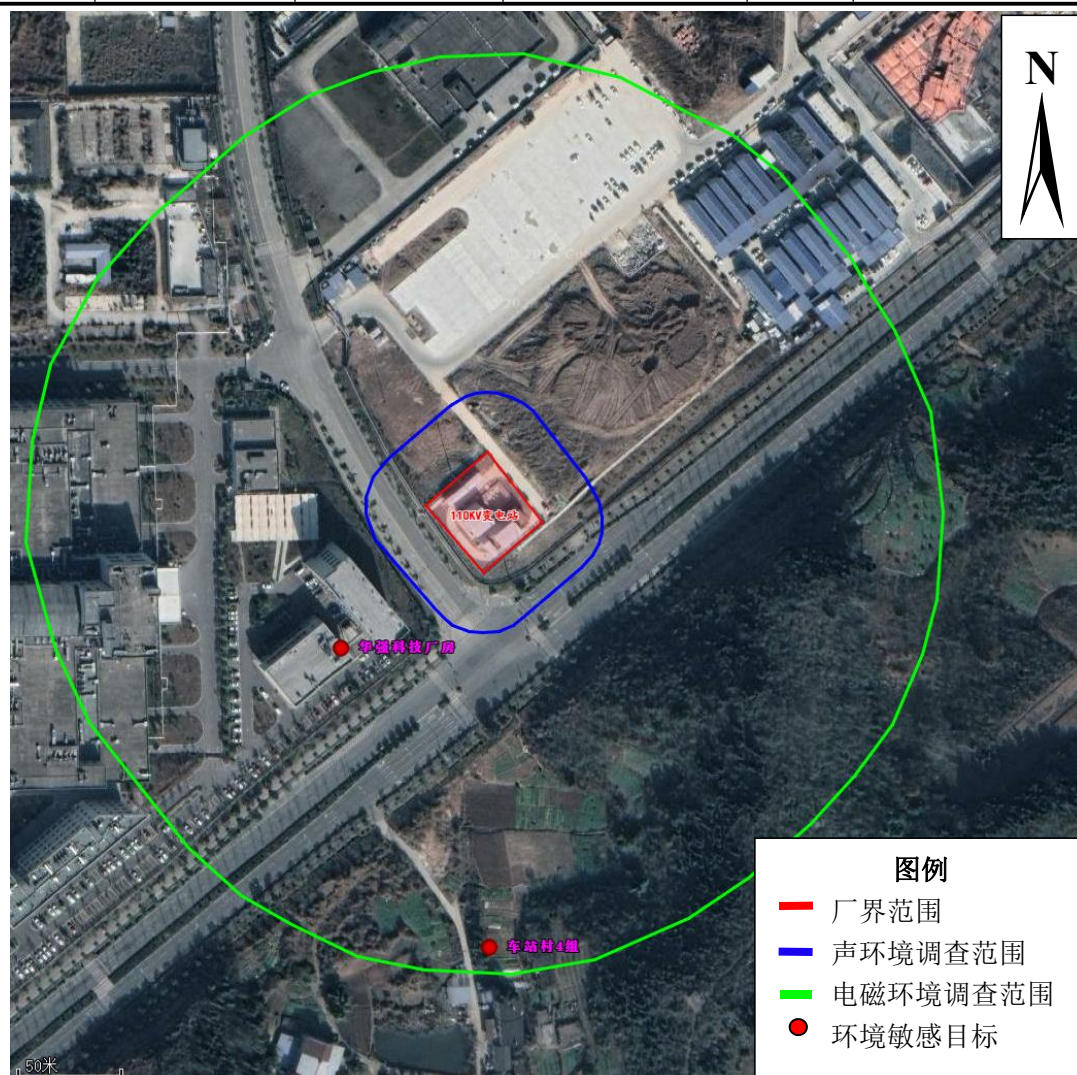 N
110KV变电站
华强科技厂房
车站村4组
图例
厂界范围
声环境调查范围
电磁环境调查范围
环境敏感目标
50米